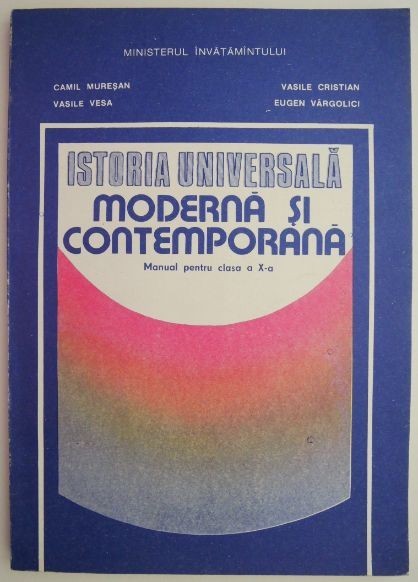 MINISTERUL ÎNVĂȚĂMÎNTULUI
CAMIL MUREȘAN
VASILE VESA
VASILE CRISTIAN
EUGEN VÂRGOLICI
ISTORIA UNIVERSALĂ
MODERNĂ ȘI
CONTEMPORANĂ
Manual pentru clasa a X-a